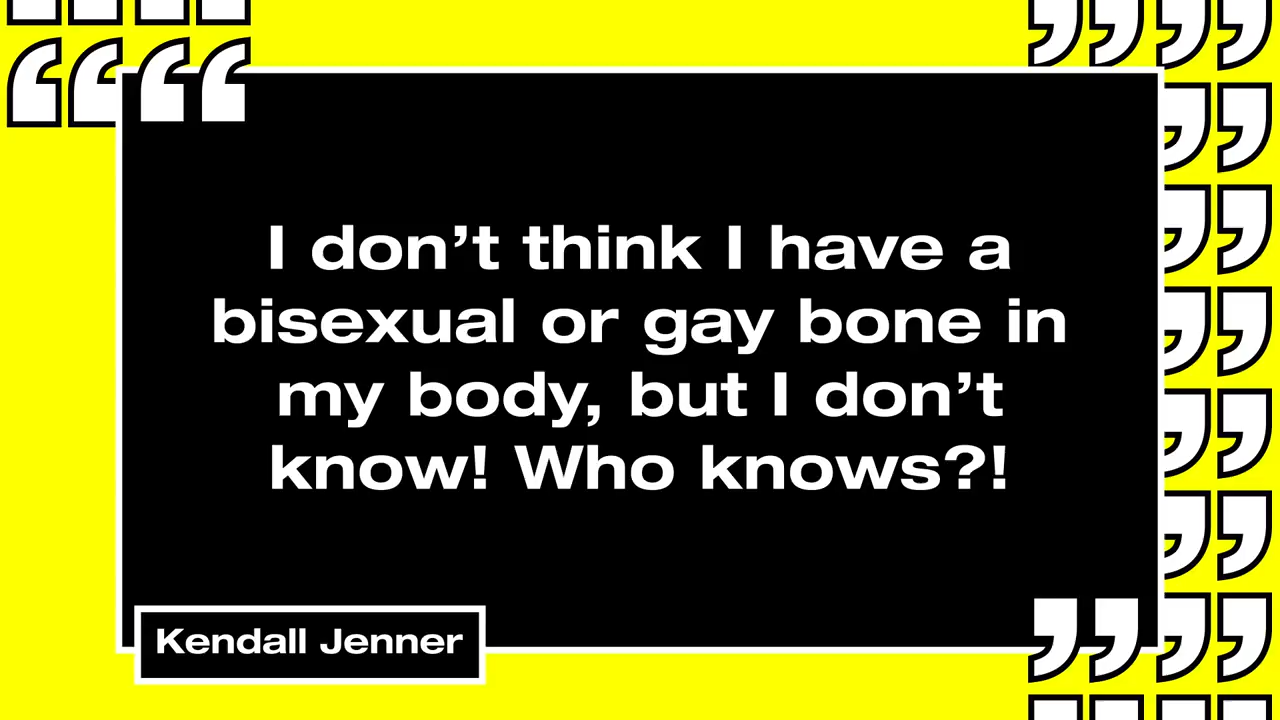 I don’t think I have a
bisexual or gay bone in
my body, but I don’t
know! Who knows?!
Kendall Jenner